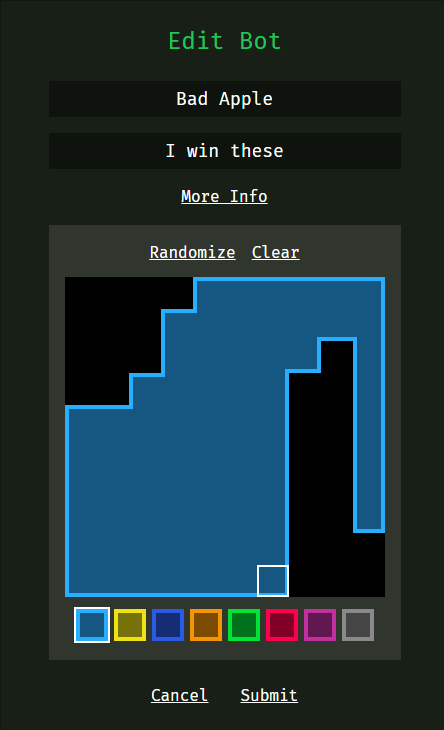 Edit Bot
Bad Apple
I win these
More Info
Randomize Clear
Cancel Submit